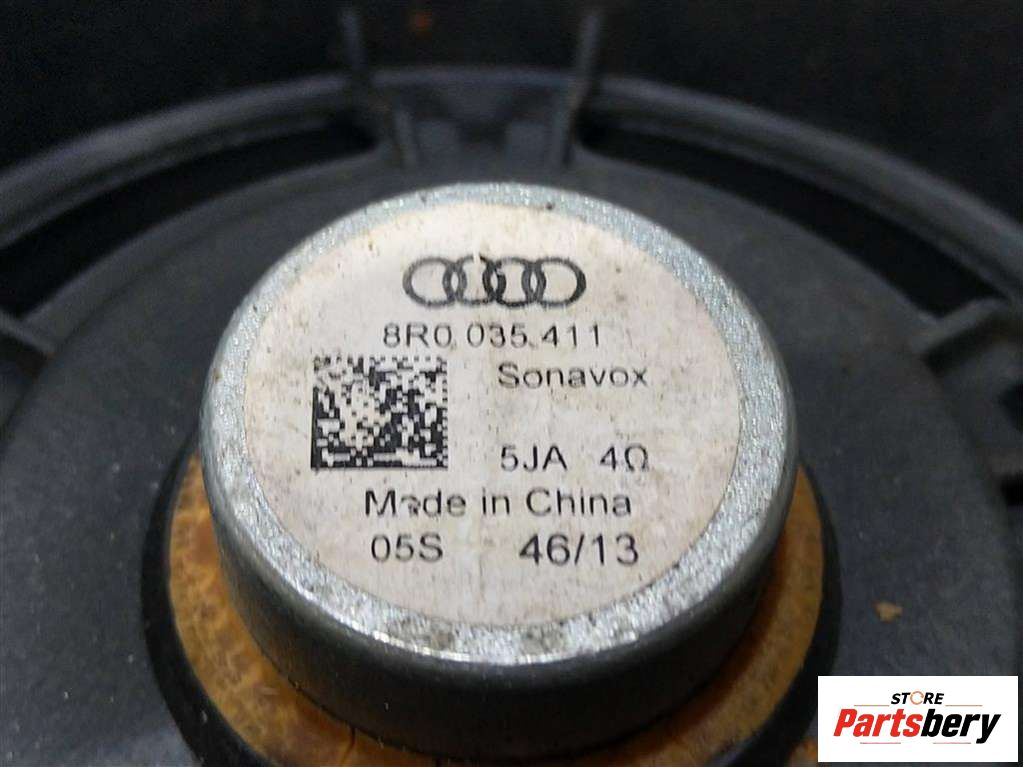 8R0 035 411
Sonavox
5JA 4Ω
Made in China
05S 46/13
STORE
Partsbery